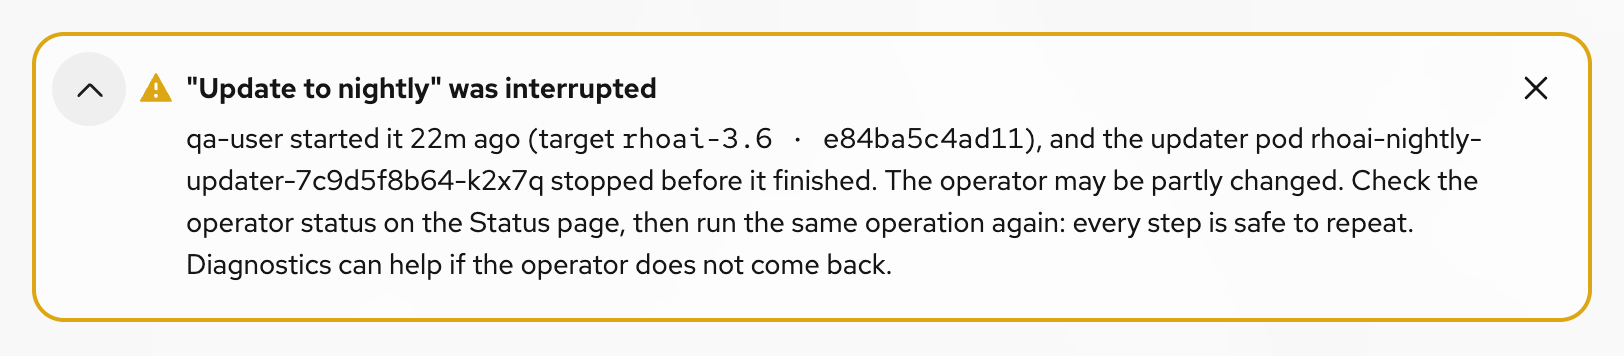 "Update to nightly" was interrupted
qa-user started it 22m ago (target rhoai-3.6 · e84ba5c4ad11), and the updater pod rhoai-nightly-
updater-7c9d5f8b64-k2x7q stopped before it finished. The operator may be partly changed. Check the
operator status on the Status page, then run the same operation again: every step is safe to repeat.
Diagnostics can help if the operator does not come back.